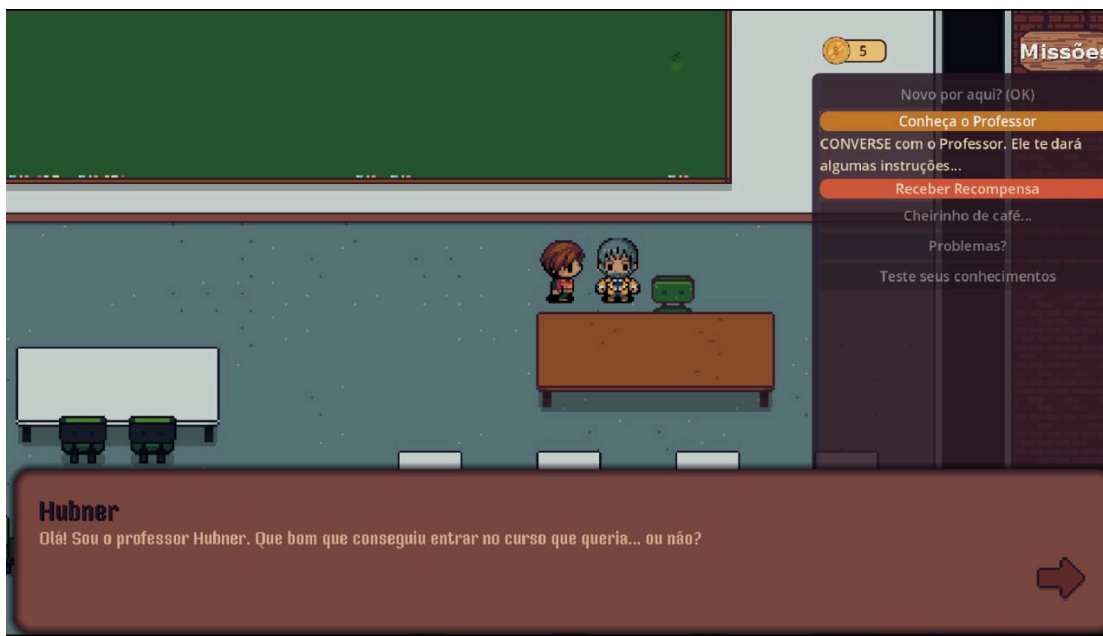 5
Missões
Novo por aqui? (OK)
Conheça o Professor
CONVERSE com o Professor. Ele te dará
algumas instruções...
Receber Recompensa
Cheirinho de café...
Problemas?
Teste seus conhecimentos
Hubner
Olá! Sou o professor Hubner. Que bom que conseguiu entrar no curso que queria... ou não?